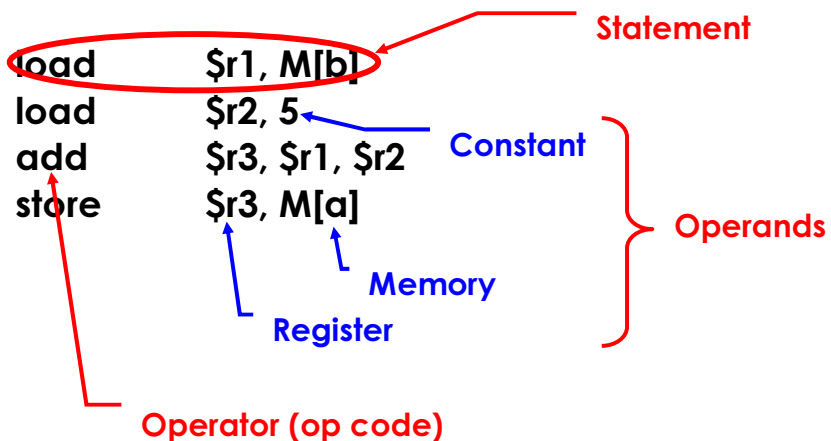 Statement
load $r1, M[b]
load $r2, 5
Constant
add $r3, $r1, $r2
store $r3, M[a]
Operands
Memory
Register
Operator (op code)